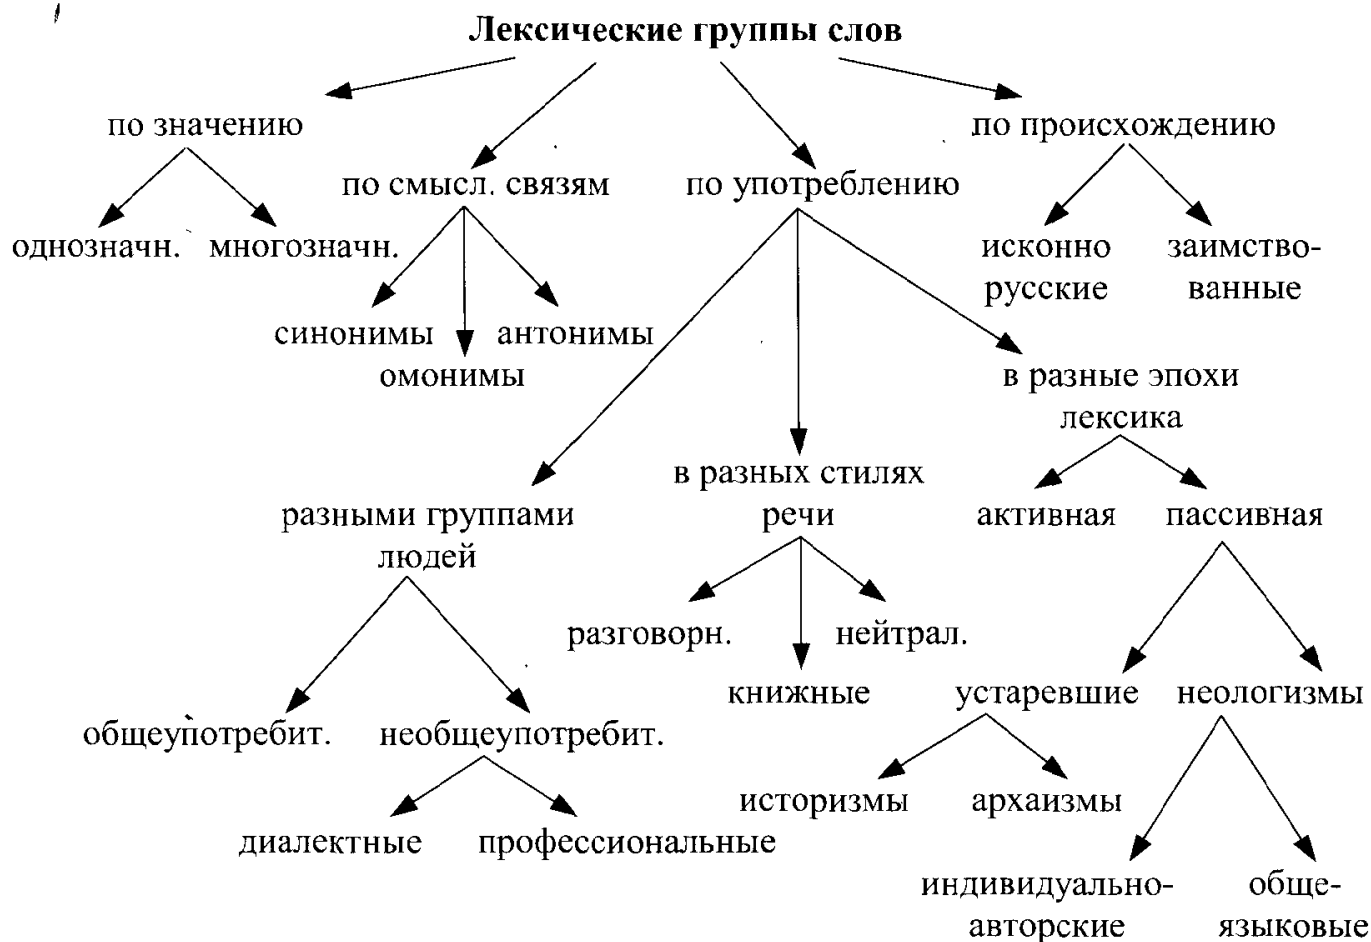 Лексические группы слов
по значению
по происхождению
по смысл. связям
по употреблению
однозначн.
многозначн.
исконно
русские
заимство-
ванные
синонимы
антонимы
омонимы
в разные эпохи
лексика
в разных стилях
речи
разными группами
людей
активная
пассивная
разговорн.
нейтрал.
книжные
устаревшие
неологизмы
общеупотребит.
необщеупотребит.
историзмы
архаизмы
диалектные
профессиональные
индивидуально-
авторские
обще-
языковые